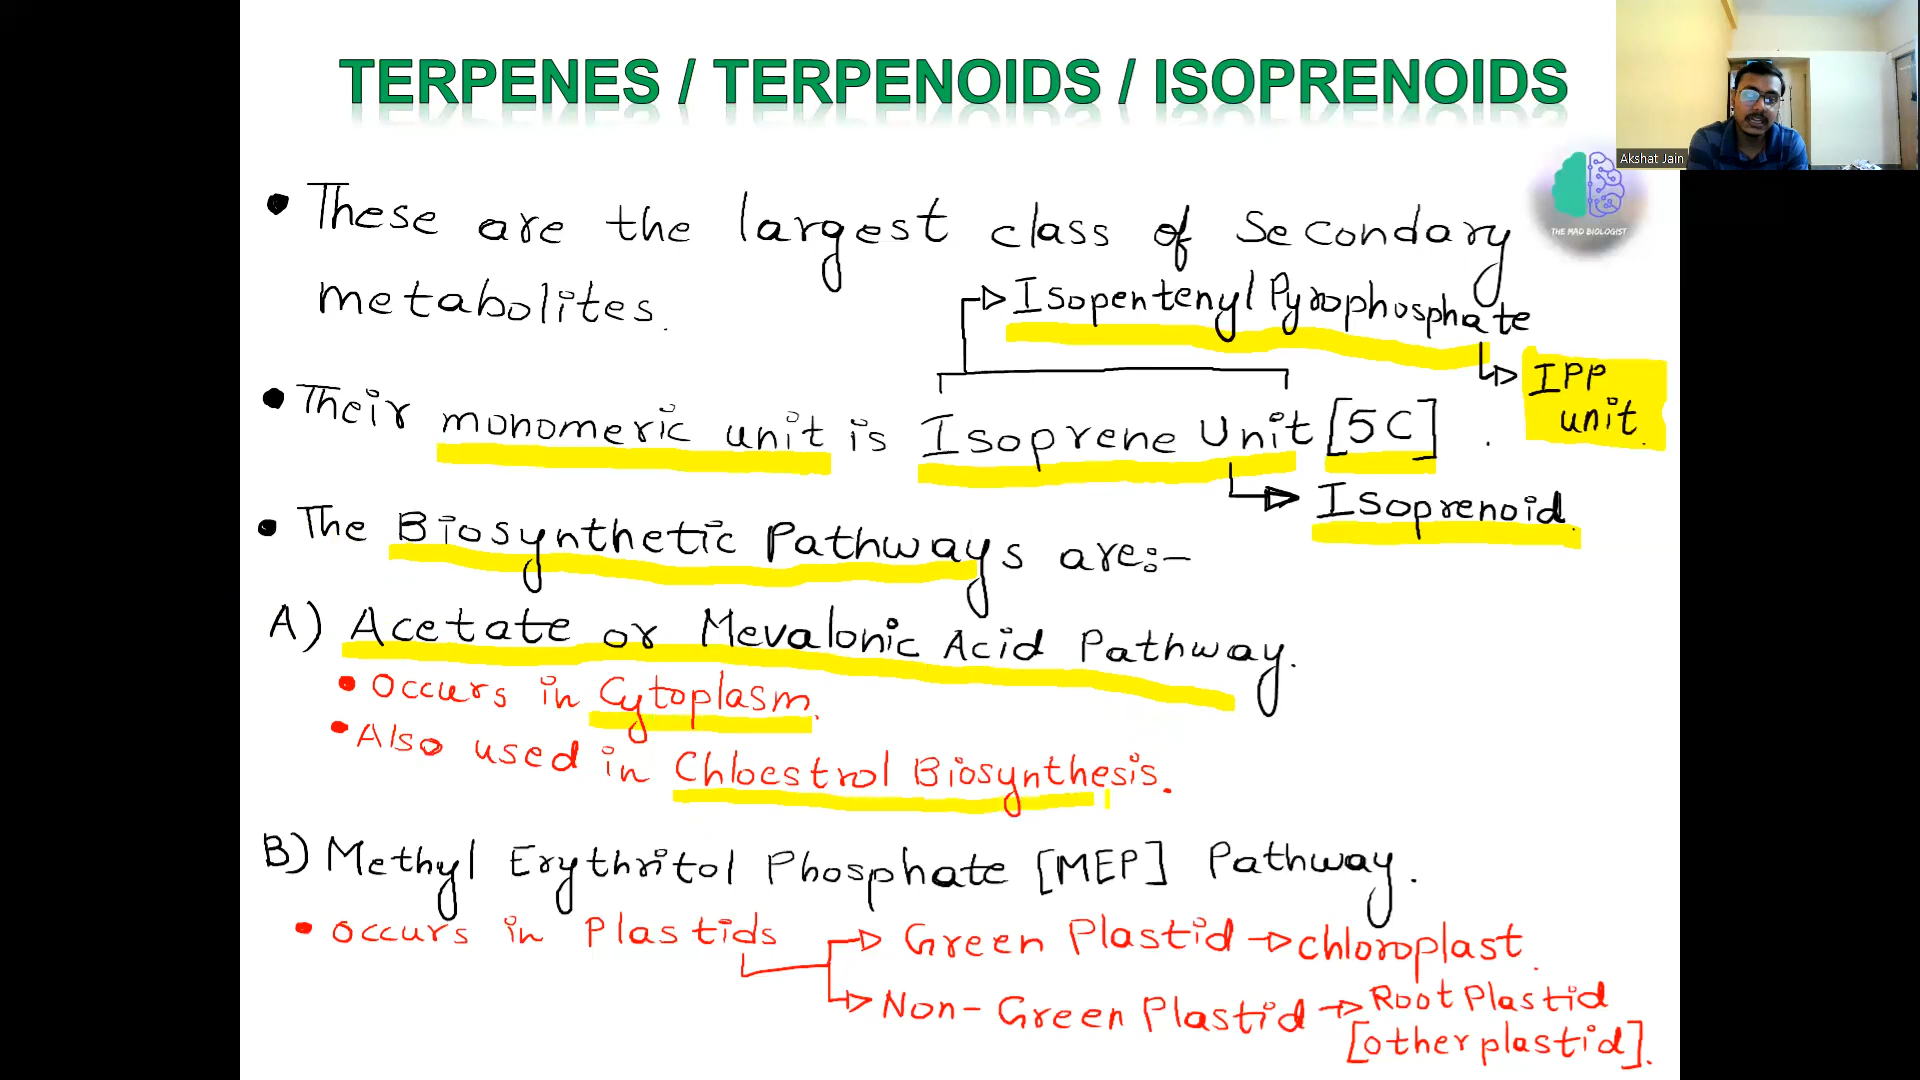 TERPENES / TERPENOIDS / ISOPRENOIDS
Akshat Jain
THE MAD BIOLOGIST
• These are the largest class of Secondary
metabolites.
Isopentenyl Pyrophosphate
IPP
unit.
• Their monomeric unit is Isoprene Unit [5C].
Isoprenoid.
• The Biosynthetic Pathways are:-
A) Acetate or Mevalonic Acid Pathway.
• Occurs in Cytoplasm.
• Also used in Chloestrol Biosynthesis.
B) Methyl Erythritol Phosphate [MEP] Pathway.
• occurs in Plastids
Green Plastid → chloroplast.
Non-Green Plastid → Root Plastid
[other plastid].